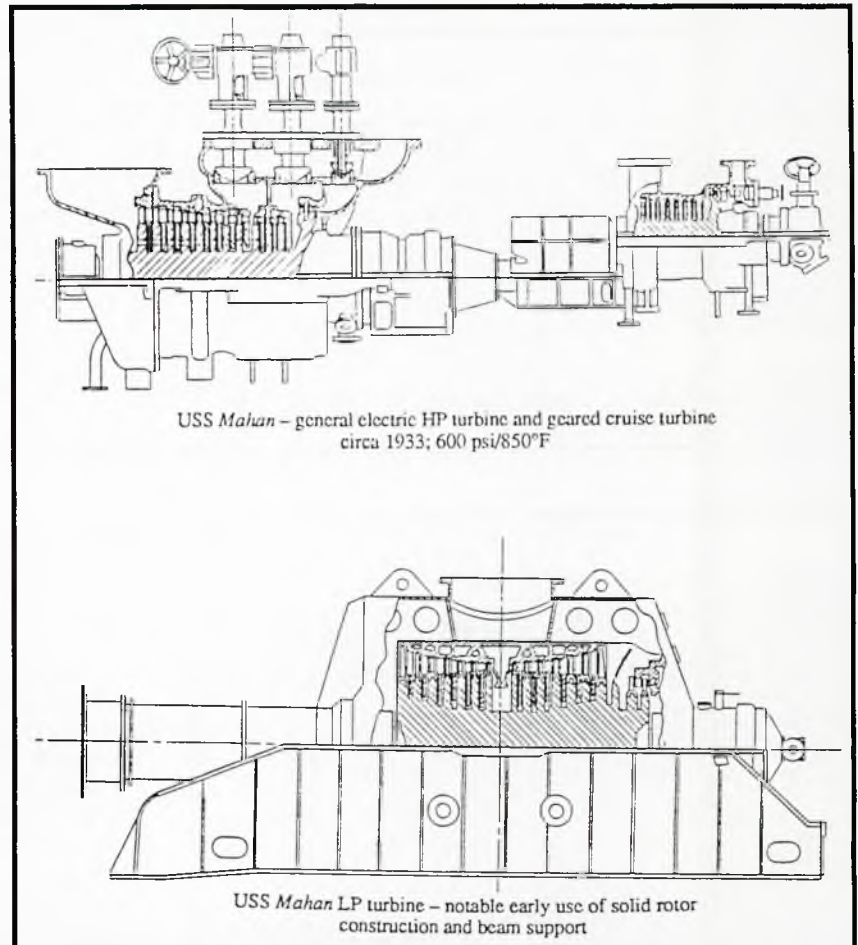 USS Mahan – general electric HP turbine and geared cruise turbine
circa 1933; 600 psi/850°F
USS Mahan LP turbine – notable early use of solid rotor
construction and beam support